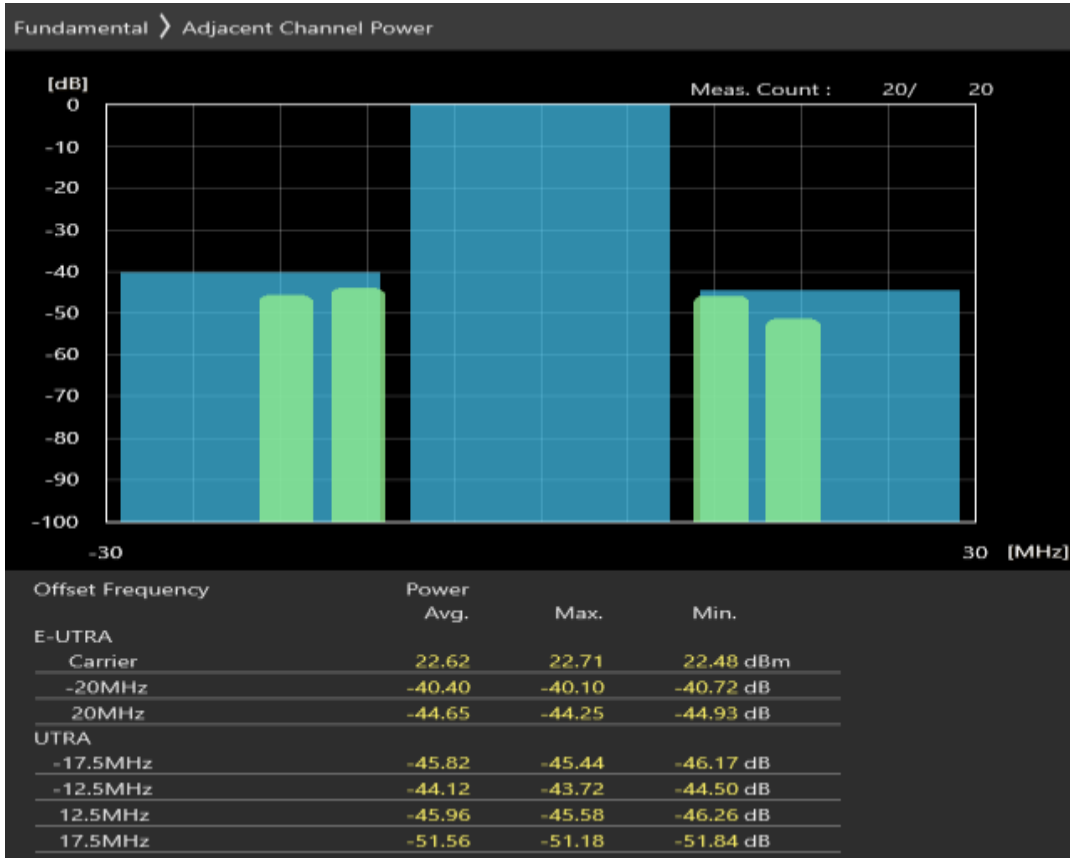 Fundamental ❯ Adjacent Channel Power
[dB]
Meas. Count : 20/ 20
0
-10
-20
-30
-40
-50
-60
-70
-80
-90
-100
-30 30 [MHz]
Offset Frequency Power
Avg. Max. Min.
E-UTRA
Carrier 22.62 22.71 22.48 dBm
-20MHz -40.40 -40.10 -40.72 dB
20MHz -44.65 -44.25 -44.93 dB
UTRA
-17.5MHz -45.82 -45.44 -46.17 dB
-12.5MHz -44.12 -43.72 -44.50 dB
12.5MHz -45.96 -45.58 -46.26 dB
17.5MHz -51.56 -51.18 -51.84 dB